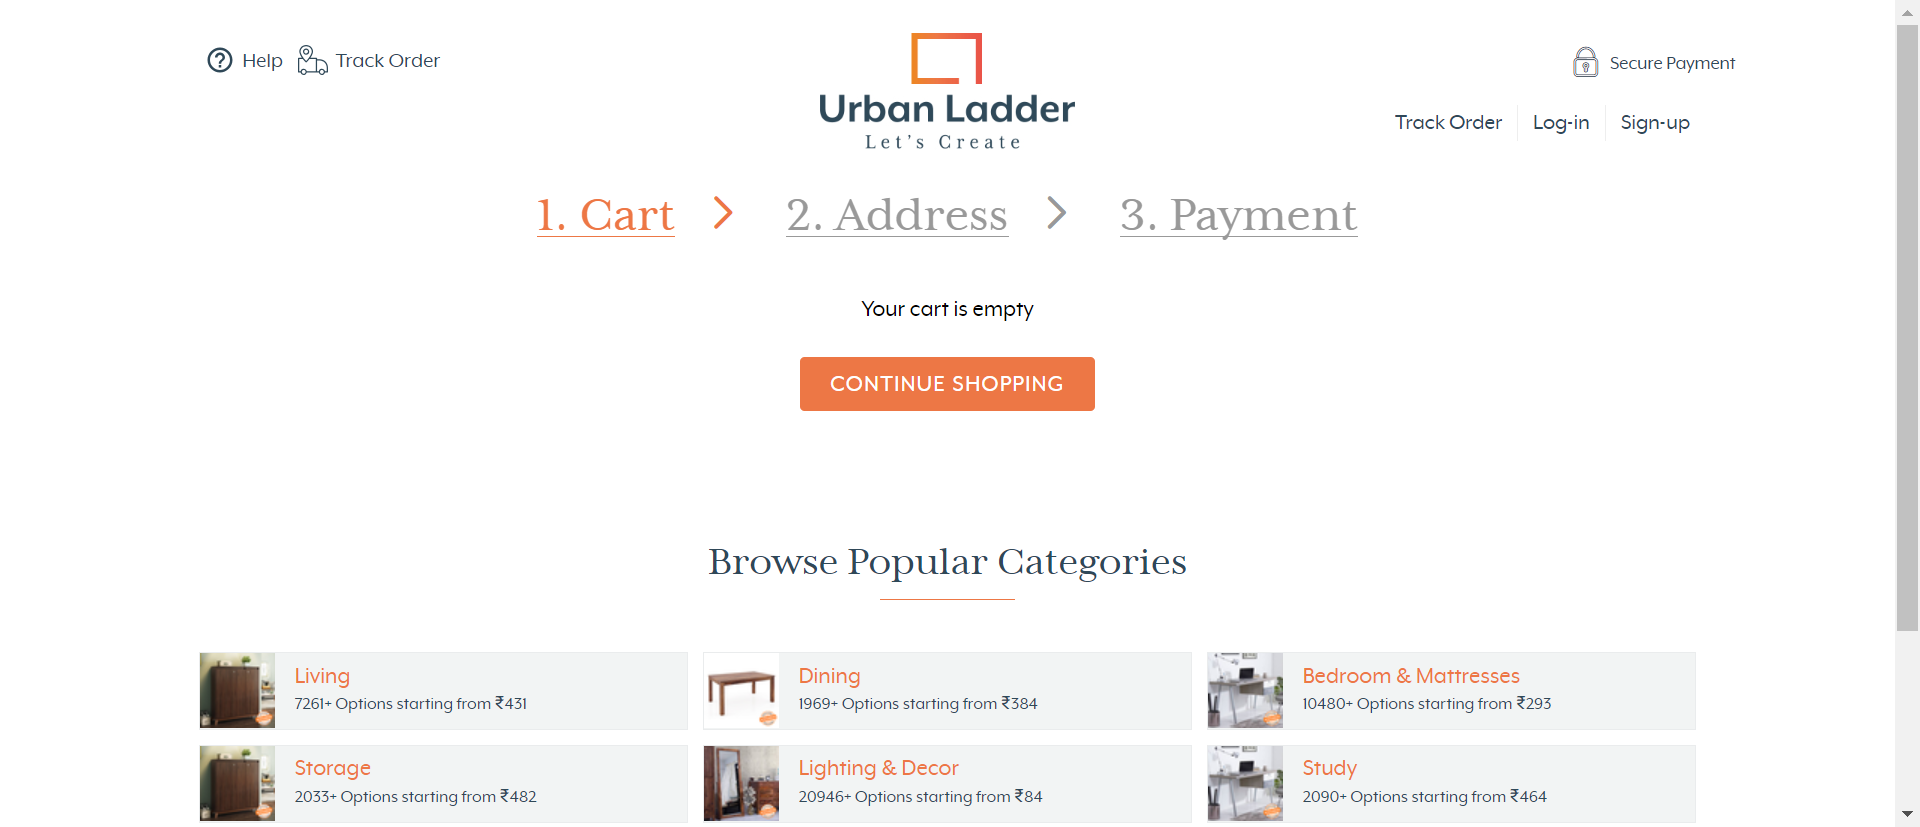 Help
Track Order
Urban Ladder
Let's Create
Secure Payment
Track Order
Log-in
Sign-up
1. Cart
2. Address
3. Payment
Your cart is empty
CONTINUE SHOPPING
Browse Popular Categories
Living
7261+ Options starting from ₹431
Dining
1969+ Options starting from ₹384
Bedroom & Mattresses
10480+ Options starting from ₹293
Storage
2033+ Options starting from ₹482
Lighting & Decor
20946+ Options starting from ₹84
Study
2090+ Options starting from ₹464